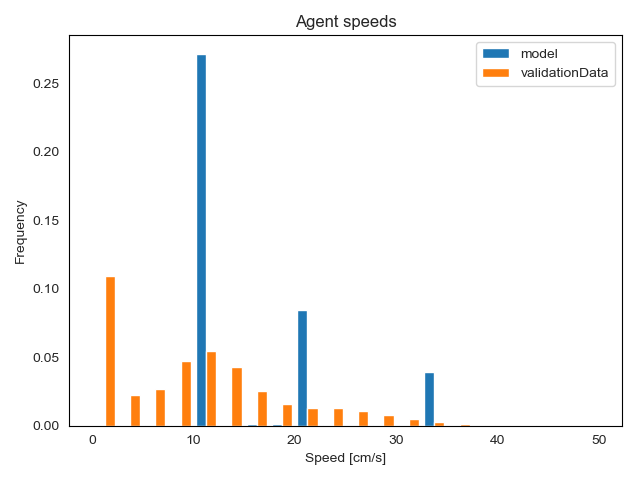 Agent speeds
model
validationData
Frequency
0.25
0.20
0.15
0.10
0.05
0.00
0 10 20 30 40 50
Speed [cm/s]